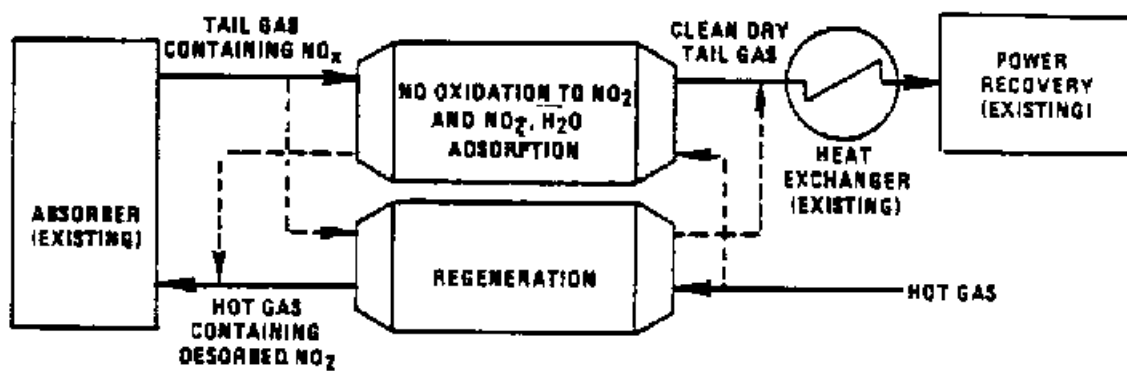 TAIL GAS
CONTAINING NOx
CLEAN DRY
TAIL GAS
POWER
RECOVERY
(EXISTING)
NO OXIDATION TO NO2
AND NO2, H2O
ADSORPTION
HEAT
EXCHANGER
(EXISTING)
ABSORBER
(EXISTING)
REGENERATION
HOT GAS
HOT GAS
CONTAINING
DESORBED NO2